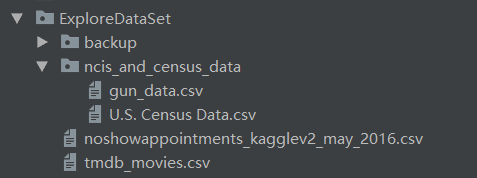 ExploreDataSet
backup
ncis_and_census_data
gun_data.csv
U.S. Census Data.csv
noshowappointments_kagglev2_may_2016.csv
tmdb_movies.csv